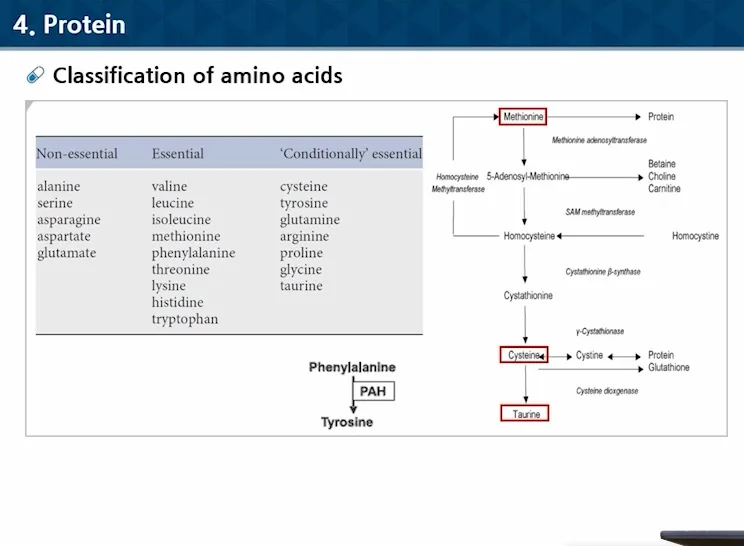 4. Protein
Classification of amino acids
Non-essential Essential 'Conditionally' essential
alanine valine cysteine
serine leucine tyrosine
asparagine isoleucine glutamine
aspartate methionine arginine
glutamate phenylalanine proline
threonine glycine
lysine taurine
histidine
tryptophan
Phenylalanine
PAH
Tyrosine
Methionine Protein
Methionine adenosyltransferase
Betaine
Homocysteine 5-Adenosyl-Methionine Choline
Methyltransferase Carnitine
SAM methyltransferase
Homocysteine Homocystine
Cystathionine β-synthase
Cystathionine
γ-Cystathionase
Cysteine Cystine Protein
Glutathione
Cysteine dioxgenase
Taurine